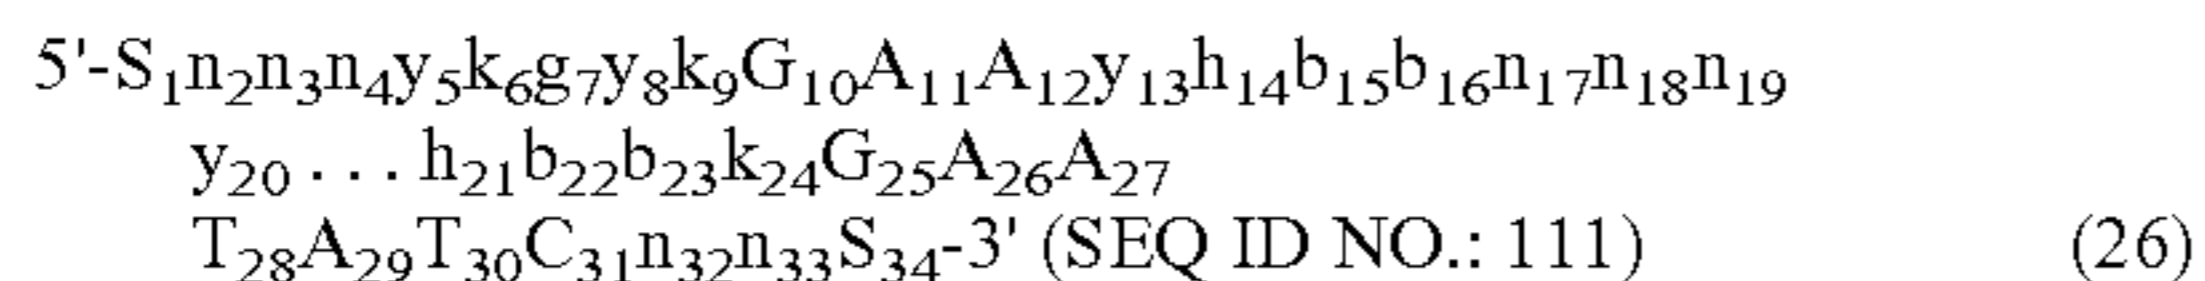 5'-S₁n₂n₃n₄y₅k₆g₇y₈k₉G₁₀A₁₁A₁₂y₁₃h₁₄b₁₅b₁₆n₁₇n₁₈n₁₉
y₂₀ . . . h₂₁b₂₂b₂₃k₂₄G₂₅A₂₆A₂₇
T₂₈A₂₉T₃₀C₃₁n₃₂n₃₃S₃₄-3' (SEQ ID NO.: 111) (26)